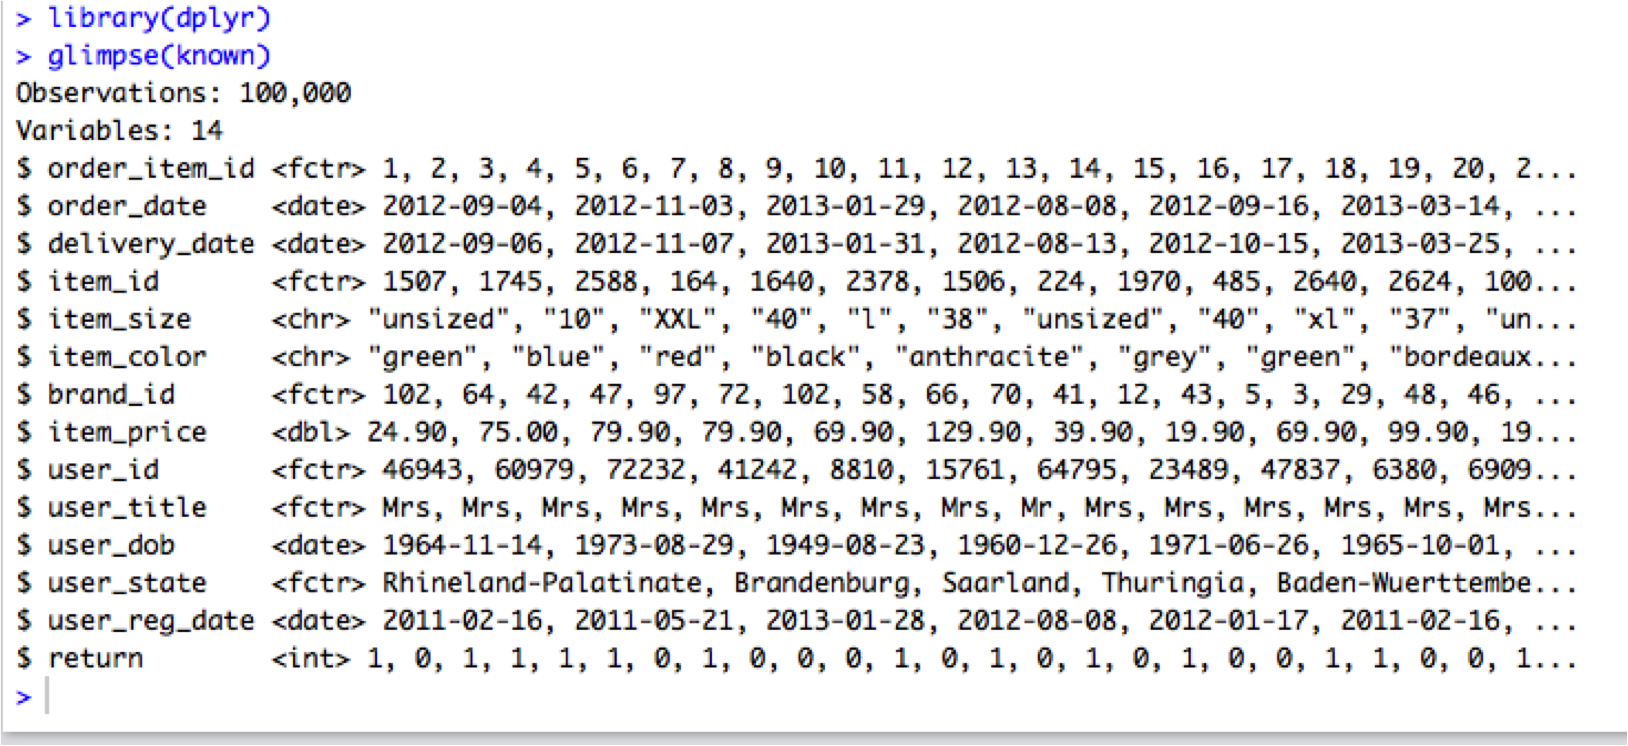 > library(dplyr)
> glimpse(known)
Observations: 100,000
Variables: 14
$ order_item_id <fctr> 1, 2, 3, 4, 5, 6, 7, 8, 9, 10, 11, 12, 13, 14, 15, 16, 17, 18, 19, 20, 2...
$ order_date    <date> 2012-09-04, 2012-11-03, 2013-01-29, 2012-08-08, 2012-09-16, 2013-03-14, ...
$ delivery_date <date> 2012-09-06, 2012-11-07, 2013-01-31, 2012-08-13, 2012-10-15, 2013-03-25, ...
$ item_id       <fctr> 1507, 1745, 2588, 164, 1640, 2378, 1506, 224, 1970, 485, 2640, 2624, 100...
$ item_size     <chr> "unsized", "10", "XXL", "40", "l", "38", "unsized", "40", "xl", "37", "un...
$ item_color    <chr> "green", "blue", "red", "black", "anthracite", "grey", "green", "bordeaux...
$ brand_id      <fctr> 102, 64, 42, 47, 97, 72, 102, 58, 66, 70, 41, 12, 43, 5, 3, 29, 48, 46, ...
$ item_price    <dbl> 24.90, 75.00, 79.90, 79.90, 69.90, 129.90, 39.90, 19.90, 69.90, 99.90, 19...
$ user_id       <fctr> 46943, 60979, 72232, 41242, 8810, 15761, 64795, 23489, 47837, 6380, 6909...
$ user_title    <fctr> Mrs, Mrs, Mrs, Mrs, Mrs, Mrs, Mrs, Mrs, Mr, Mrs, Mrs, Mrs, Mrs, Mrs, Mrs...
$ user_dob      <date> 1964-11-14, 1973-08-29, 1949-08-23, 1960-12-26, 1971-06-26, 1965-10-01, ...
$ user_state    <fctr> Rhineland-Palatinate, Brandenburg, Saarland, Thuringia, Baden-Wuerttembe...
$ user_reg_date <date> 2011-02-16, 2011-05-21, 2013-01-28, 2012-08-08, 2012-01-17, 2011-02-16, ...
$ return        <int> 1, 0, 1, 1, 1, 1, 0, 1, 0, 0, 0, 1, 0, 1, 0, 1, 0, 1, 0, 0, 1, 1, 0, 0, 1...
>